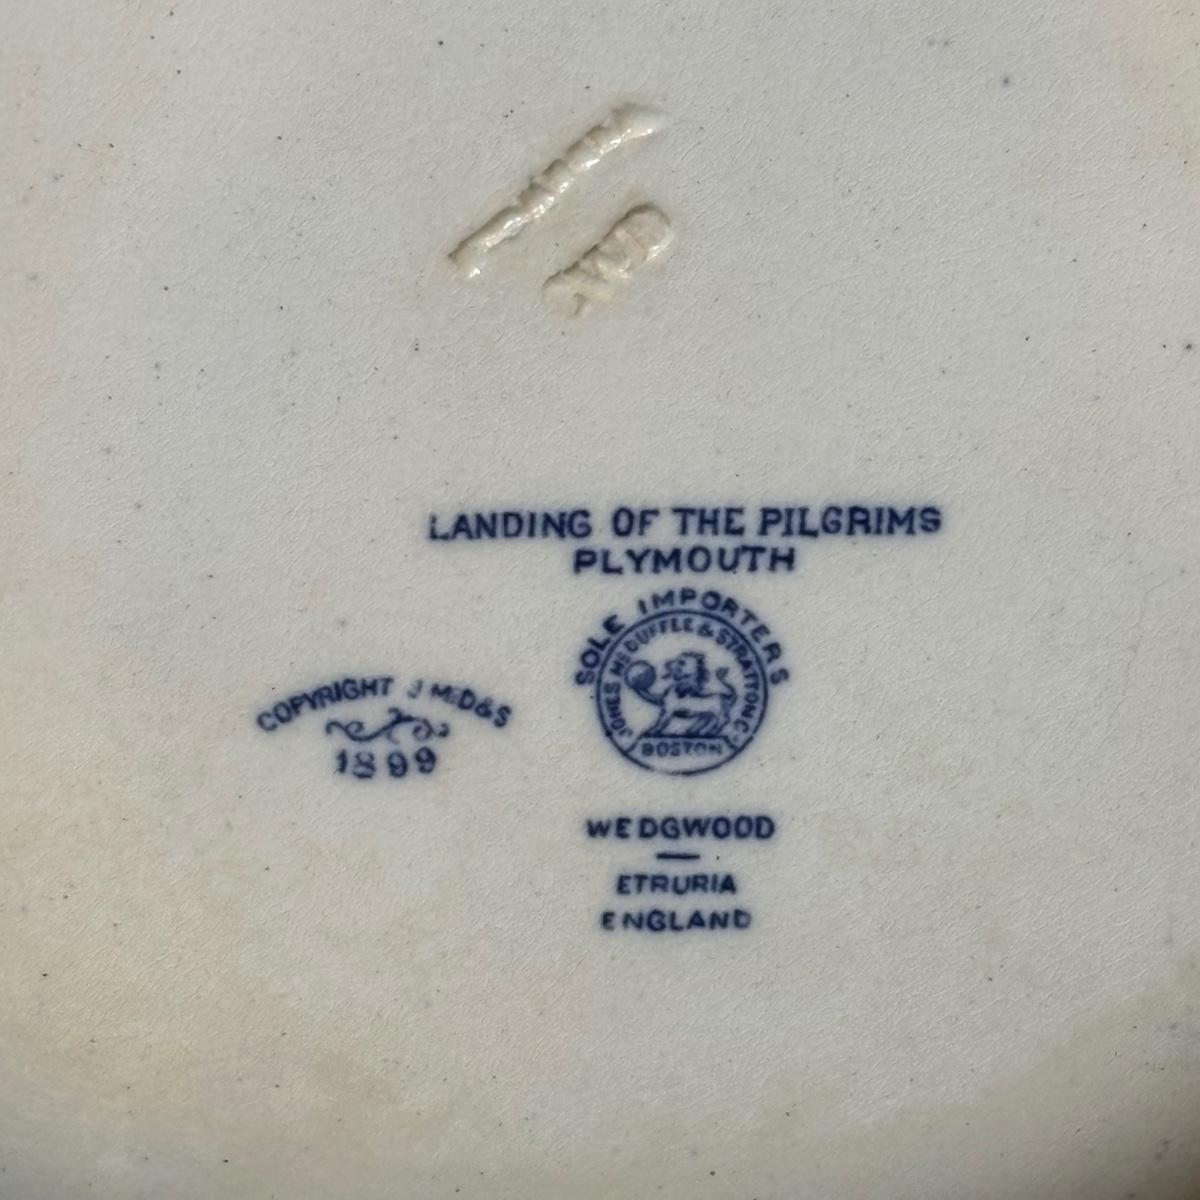 LANDING OF THE PILGRIMS
PLYMOUTH
SOLE IMPORTERS
JONES McDUFFEE & STRATTON Co.
BOSTON
COPYRIGHT J McD&S
1899
WEDGWOOD
ETRURIA
ENGLAND